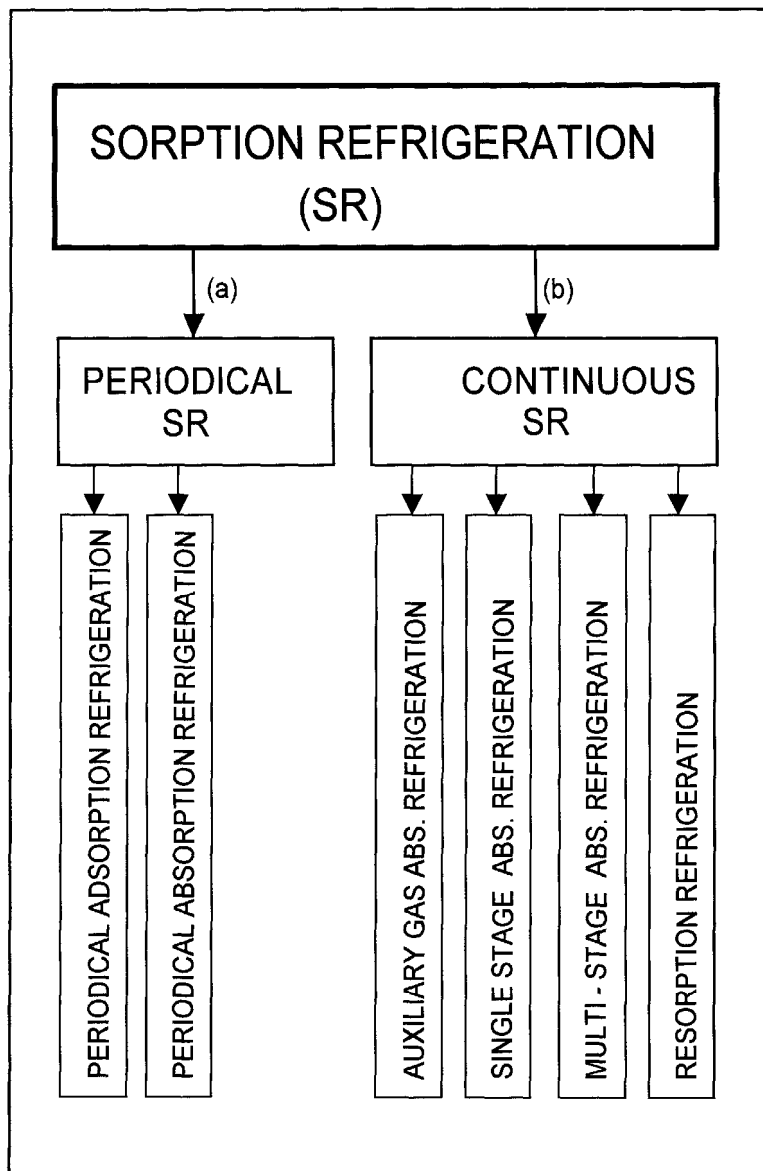 SORPTION REFRIGERATION
(SR)
(a)
(b)
PERIODICAL
SR
CONTINUOUS
SR
PERIODICAL ADSORPTION REFRIGERATION
PERIODICAL ABSORPTION REFRIGERATION
AUXILIARY GAS ABS. REFRIGERATION
SINGLE STAGE ABS. REFRIGERATION
MULTI - STAGE ABS. REFRIGERATION
RESORPTION REFRIGERATION